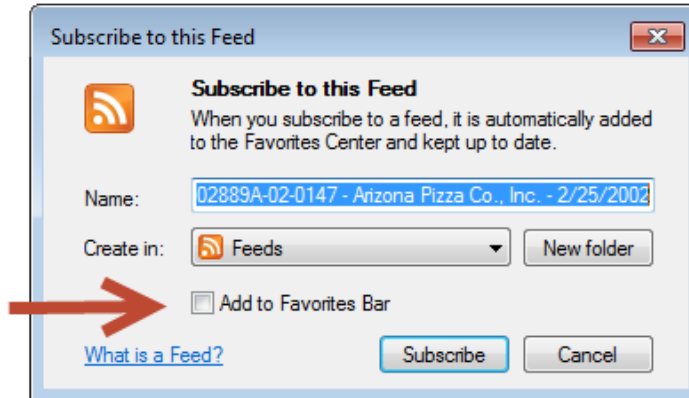 Subscribe to this Feed
Subscribe to this Feed
When you subscribe to a feed, it is automatically added
to the Favorites Center and kept up to date.
Name: 02889A-02-0147 - Arizona Pizza Co., Inc. - 2/25/2002
Create in: Feeds New folder
Add to Favorites Bar
What is a Feed? Subscribe Cancel